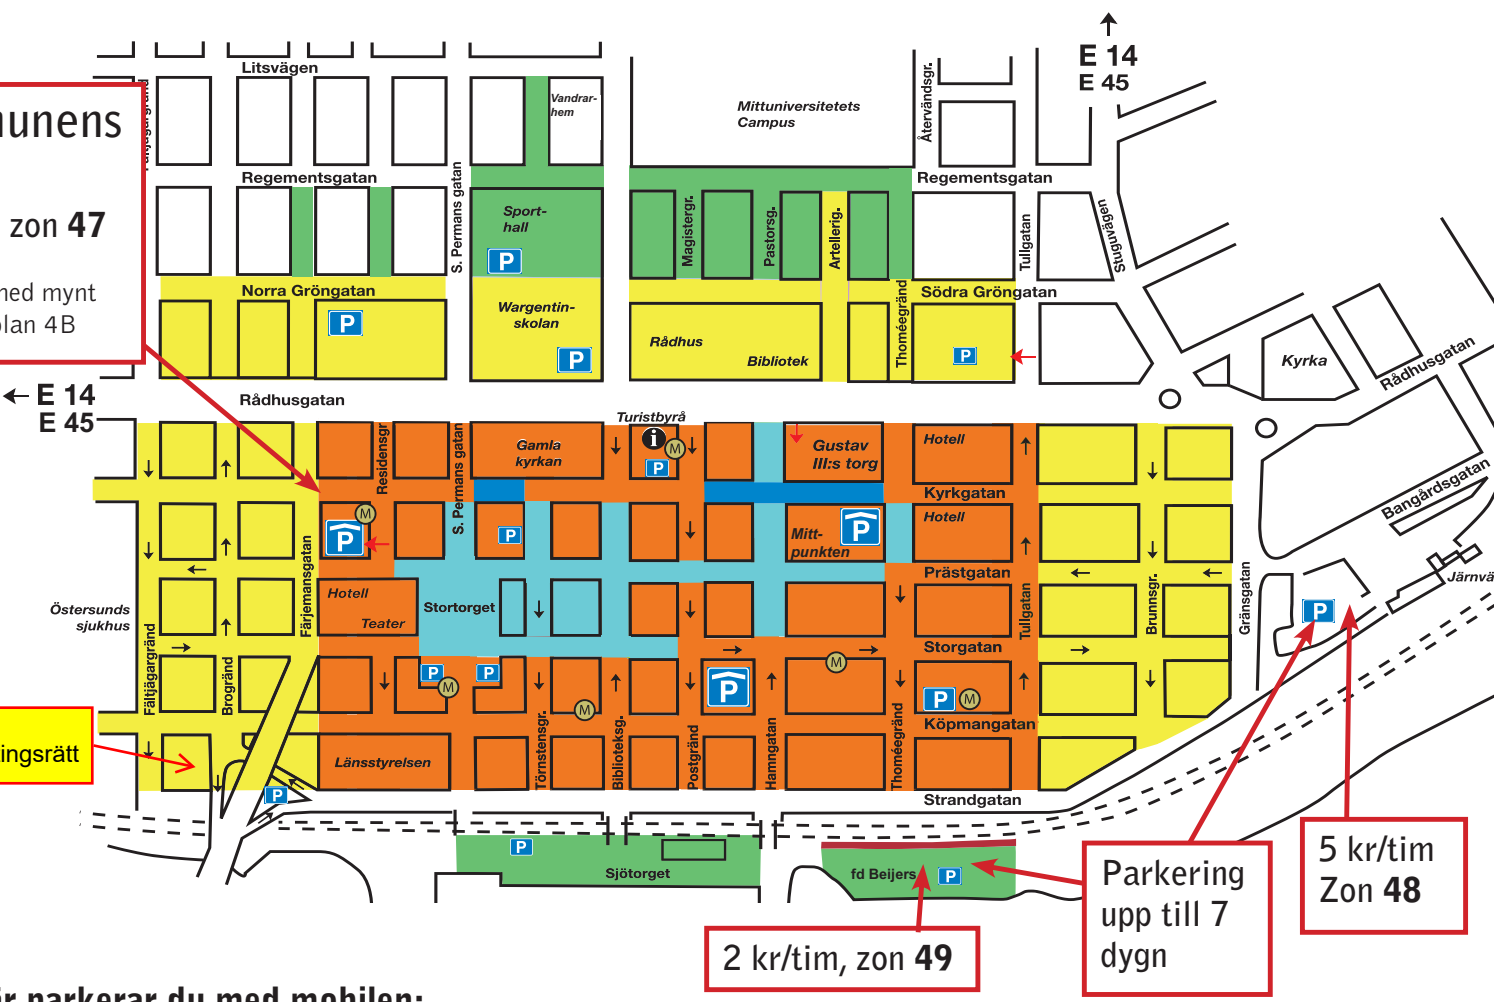 E 14
E 45
Litsvägen
Vandrar-
hem
Mittuniversitetets
Campus
Återvändsgr.
unens
zon 47
ned mynt
olan 4B
Regementsgatan
Regementsgatan
S. Permans gatan
Sport-
hall
P
Magistergr.
Pastorsg.
Artellerig.
Tullgatan
Stuguvägen
Norra Gröngatan
Södra Gröngatan
P
Wargentin-
skolan
P
Rådhus
Bibliotek
Thoméegränd
P
Kyrka
Rådhusgatan
E 14
E 45
Rådhusgatan
Turistbyrå
i
M
P
Residensgr
S. Permans gatan
Gamla
kyrkan
Gustav
III:s torg
Hotell
Kyrkgatan
Bangårdsgatan
M
P
P
Mitt-
punkten
P
Hotell
Prästgatan
Färjemansgatan
Östersunds
sjukhus
Hotell
Teater
Stortorget
Tullgatan
Brunnsgr.
Gränsgatan
P
Järnvä
Storgatan
Fältjägargränd
Brogränd
P
M
P
M
P
M
P
M
Köpmangatan
ingsrätt
Länsstyrelsen
Törnstensgr.
Biblioteksg.
Postgränd
Hamngatan
Thoméegränd
P
Strandgatan
P
Sjötorget
fd Beijers
P
2 kr/tim, zon 49
Parkering
upp till 7
dygn
5 kr/tim
Zon 48
är parkerar du med mobilen: